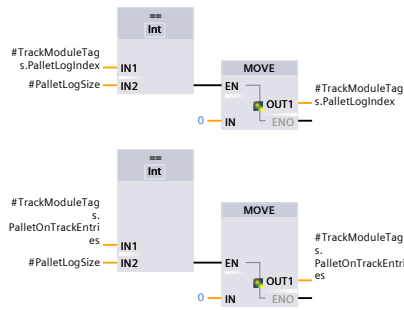 ==
Int
#TrackModuleTag
s.PalletLogIndex
IN1
#PalletLogSize
IN2
MOVE
EN
OUT1
#TrackModuleTag
s.PalletLogIndex
0
IN
ENO
==
Int
#TrackModuleTag
s.
PalletOnTrackEntri
es
IN1
#PalletLogSize
IN2
MOVE
EN
OUT1
#TrackModuleTag
s.
PalletOnTrackEntri
es
0
IN
ENO